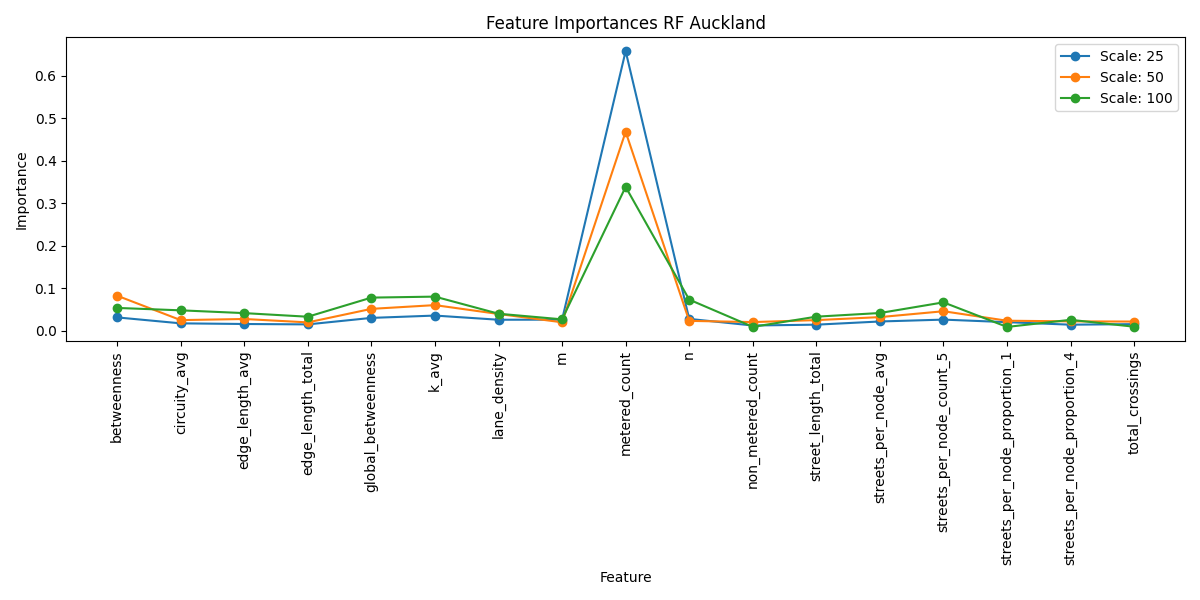 Feature Importances RF Auckland
Scale: 25
Scale: 50
Scale: 100
Importance
0.6
0.5
0.4
0.3
0.2
0.1
0.0
betweenness
circuity_avg
edge_length_avg
edge_length_total
global_betweenness
k_avg
lane_density
m
metered_count
n
non_metered_count
street_length_total
streets_per_node_avg
streets_per_node_count_5
streets_per_node_proportion_1
streets_per_node_proportion_4
total_crossings
Feature